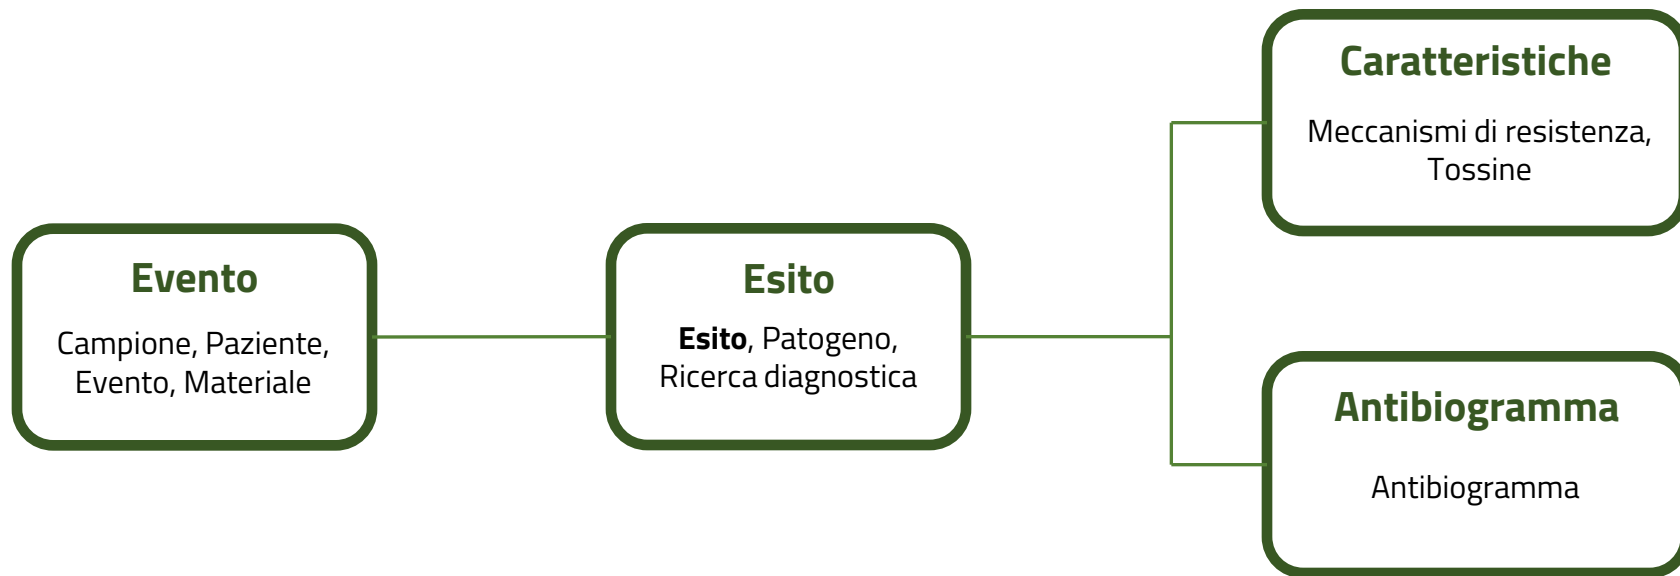 Evento
Campione, Paziente,
Evento, Materiale
Esito
Esito, Patogeno,
Ricerca diagnostica
Caratteristiche
Meccanismi di resistenza,
Tossine
Antibiogramma
Antibiogramma